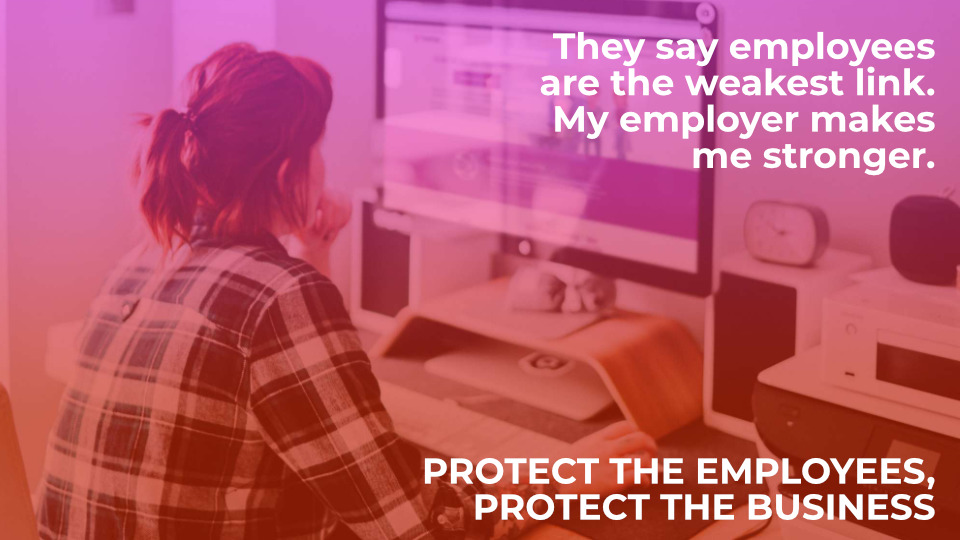 They say employees
are the weakest link.
My employer makes
me stronger.
PROTECT THE EMPLOYEES,
PROTECT THE BUSINESS